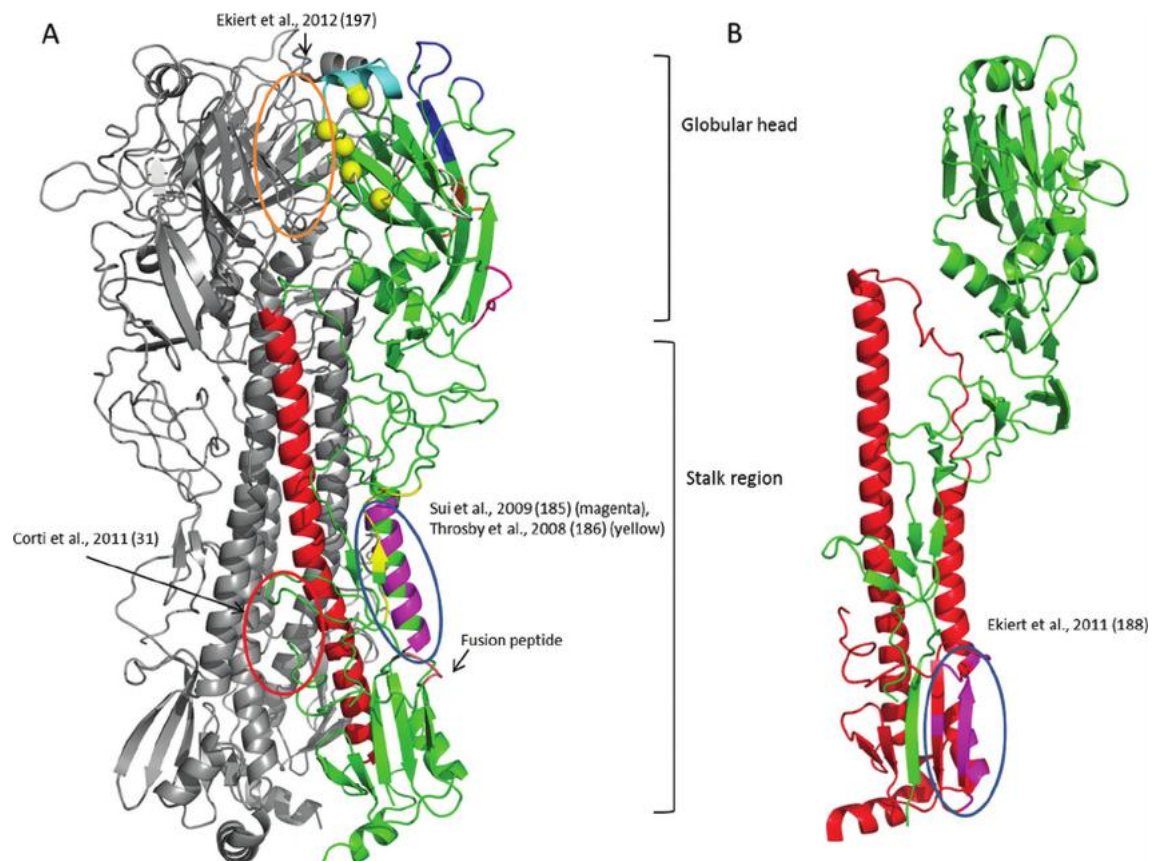 A
Ekiert et al., 2012 (197)
B
Globular head
Stalk region
Sui et al., 2009 (185) (magenta),
Throsby et al., 2008 (186) (yellow)
Corti et al., 2011 (31)
Fusion peptide
Ekiert et al., 2011 (188)